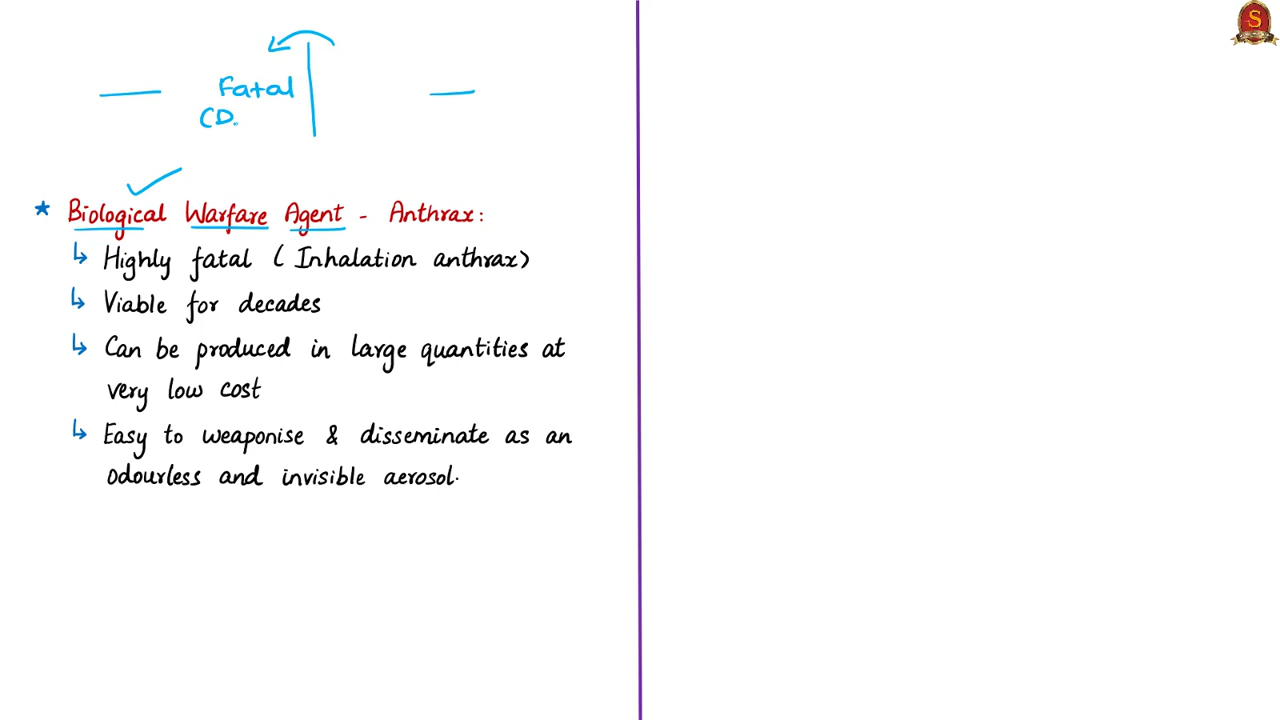 Fatal
CD.
* Biological Warfare Agent - Anthrax:
↳ Highly fatal (Inhalation anthrax)
↳ Viable for decades
↳ Can be produced in large quantities at
very low cost
↳ Easy to weaponise & disseminate as an
odourless and invisible aerosol.
S